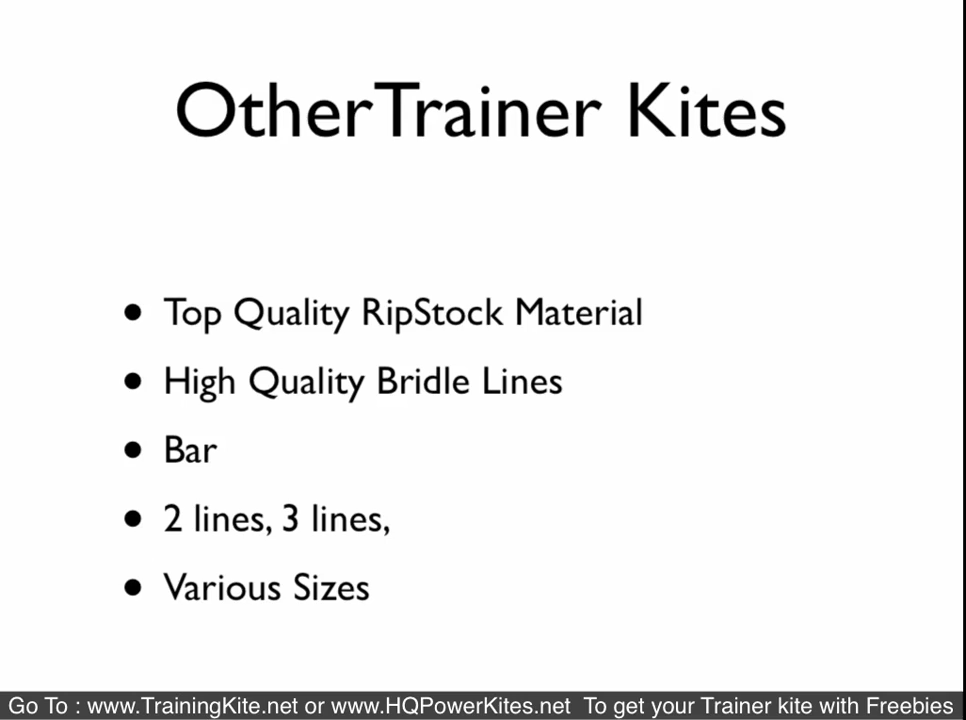 OtherTrainer Kites
• Top Quality RipStock Material
• High Quality Bridle Lines
• Bar
• 2 lines, 3 lines,
• Various Sizes
Go To : www.TrainingKite.net or www.HQPowerKites.net To get your Trainer kite with Freebies